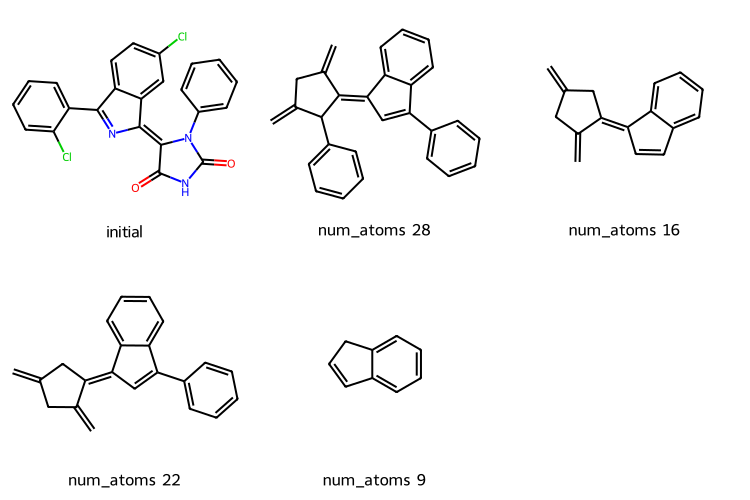 Cl
N
N
Cl
O
N
H
O
initial
num_atoms 28
num_atoms 16
num_atoms 22
num_atoms 9